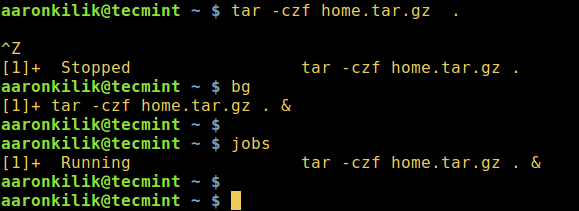 aaronkilik@tecmint ~ $ tar -czf home.tar.gz  .
^Z
[1]+  Stopped                 tar -czf home.tar.gz .
aaronkilik@tecmint ~ $ bg
[1]+ tar -czf home.tar.gz . &
aaronkilik@tecmint ~ $
aaronkilik@tecmint ~ $ jobs
[1]+  Running                 tar -czf home.tar.gz . &
aaronkilik@tecmint ~ $
aaronkilik@tecmint ~ $